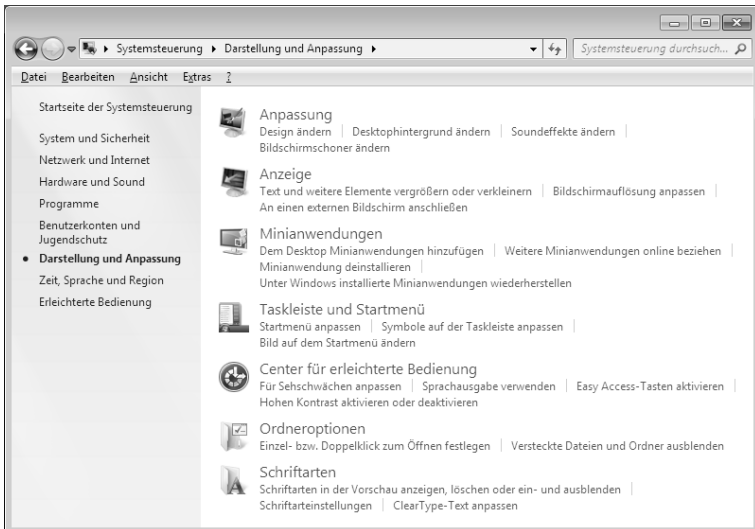 Systemsteuerung Darstellung und Anpassung Systemsteuerung durchsuch...
Datei Bearbeiten Ansicht Extras ?
Startseite der Systemsteuerung
System und Sicherheit
Netzwerk und Internet
Hardware und Sound
Programme
Benutzerkonten und
Jugendschutz
Darstellung und Anpassung
Zeit, Sprache und Region
Erleichterte Bedienung
Anpassung
Design ändern Desktophintergrund ändern Soundeffekte ändern
Bildschirmschoner ändern
Anzeige
Text und weitere Elemente vergrößern oder verkleinern Bildschirmauflösung anpassen
An einen externen Bildschirm anschließen
Minianwendungen
Dem Desktop Minianwendungen hinzufügen Weitere Minianwendungen online beziehen
Minianwendung deinstallieren
Unter Windows installierte Minianwendungen wiederherstellen
Taskleiste und Startmenü
Startmenü anpassen Symbole auf der Taskleiste anpassen
Bild auf dem Startmenü ändern
Center für erleichterte Bedienung
Für Sehschwächen anpassen Sprachausgabe verwenden Easy Access-Tasten aktivieren
Hohen Kontrast aktivieren oder deaktivieren
Ordneroptionen
Einzel- bzw. Doppelklick zum Öffnen festlegen Versteckte Dateien und Ordner ausblenden
Schriftarten
Schriftarten in der Vorschau anzeigen, löschen oder ein- und ausblenden
Schriftarteinstellungen ClearType-Text anpassen